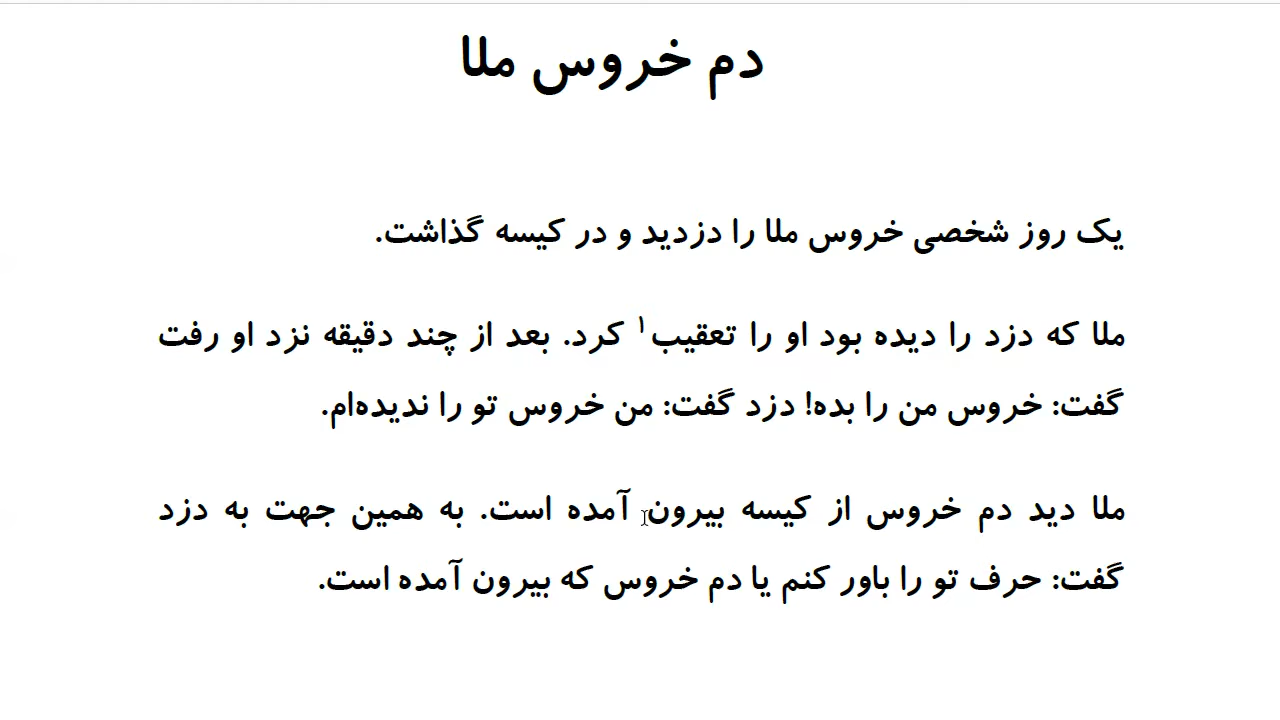 دم خروس ملا
یک روز شخصی خروس ملا را دزدید و در کیسه گذاشت.
ملا که دزد را دیده بود او را تعقیب۱ کرد. بعد از چند دقیقه نزد او رفت
گفت: خروس من را بده! دزد گفت: من خروس تو را ندیده‌ام.
ملا دید دم خروس از کیسه بیرون آمده است. به همین جهت به دزد
گفت: حرف تو را باور کنم یا دم خروس که بیرون آمده است.